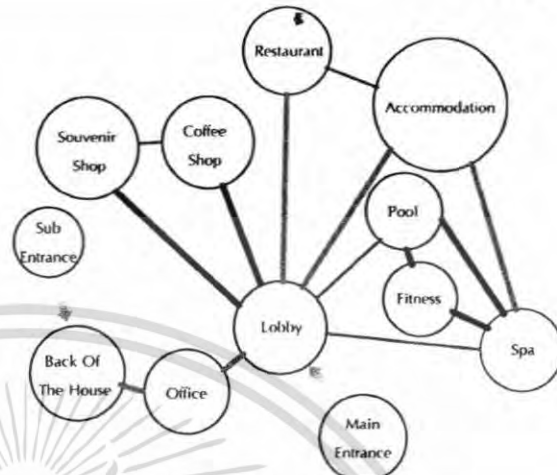 Restaurant
Accommodation
Souvenir
Shop
Coffee
Shop
Pool
Sub
Entrance
Fitness
Lobby
Spa
Back Of
The House
Office
Main
Entrance